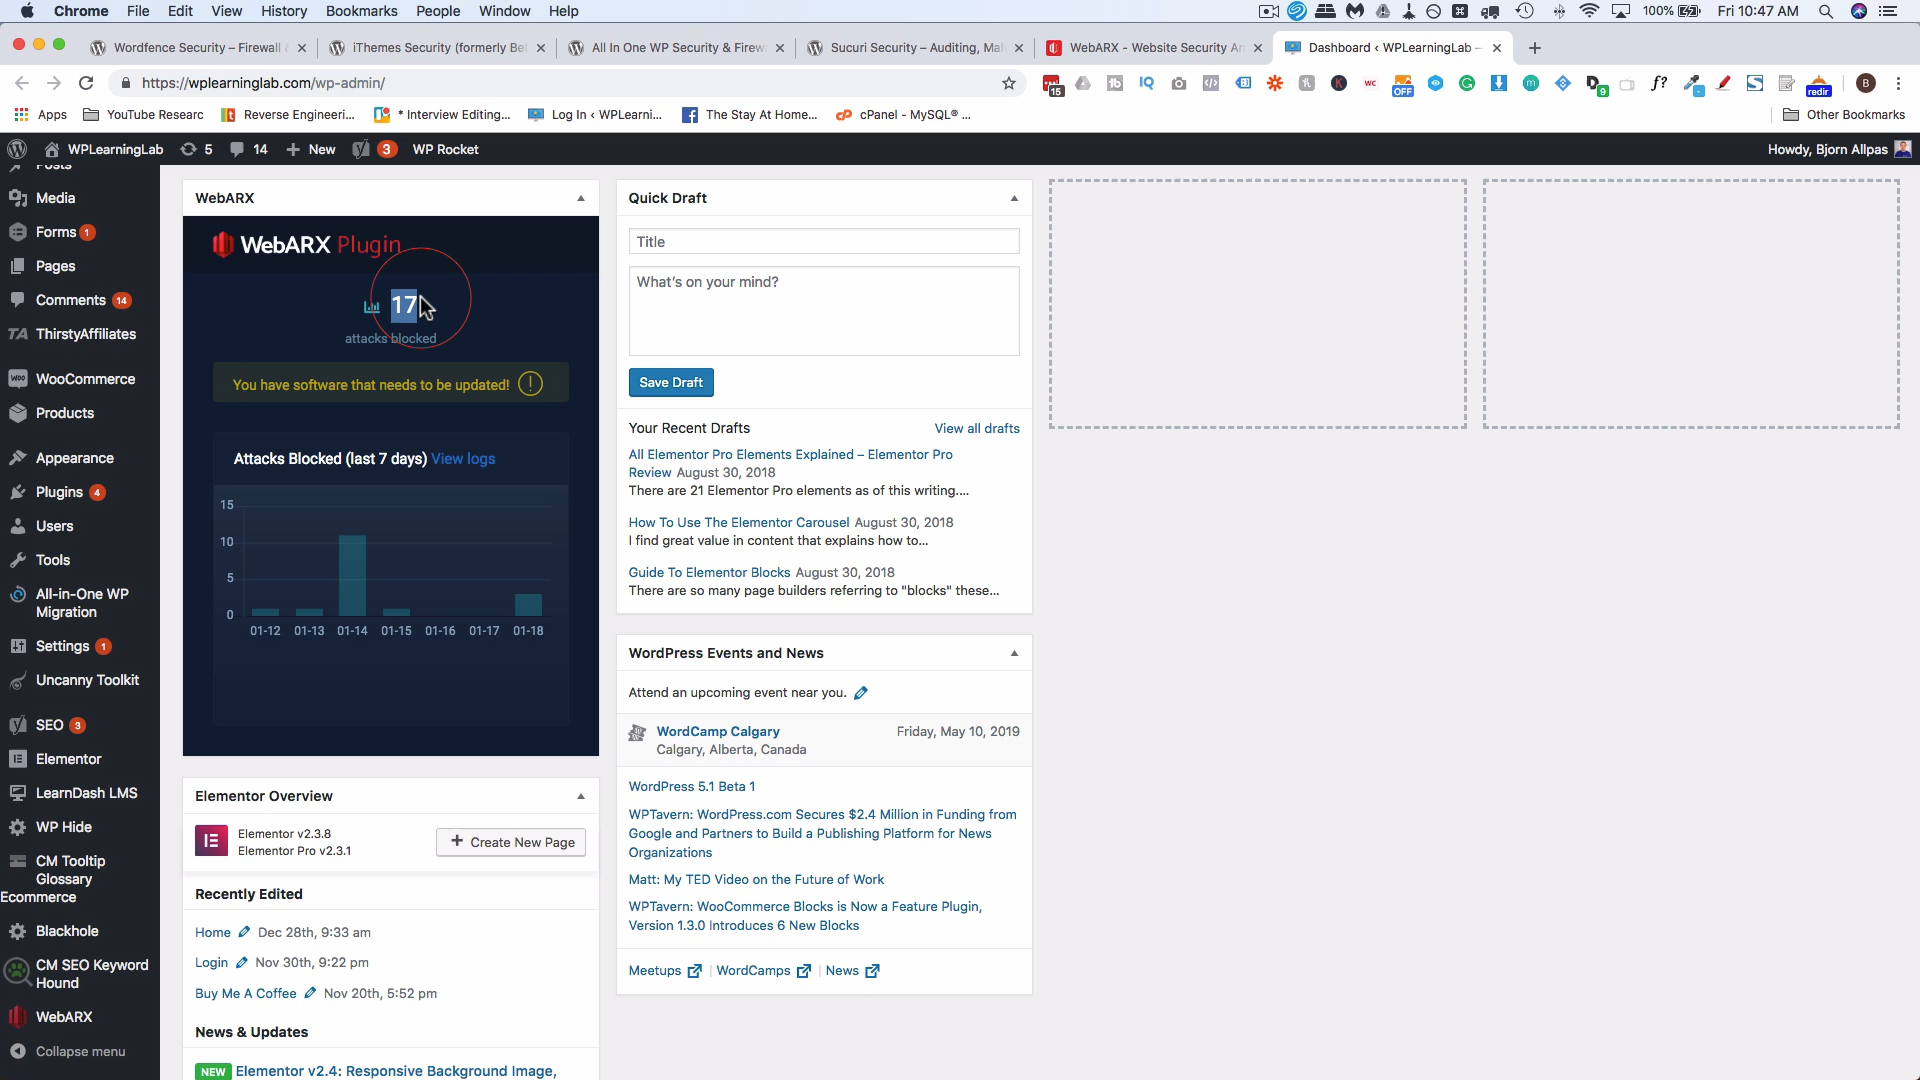 Chrome File Edit View History Bookmarks People Window Help
100% Fri 10:47 AM
Wordfence Security – Firewall &
iThemes Security (formerly Be
All In One WP Security & Firew
Sucuri Security – Auditing, Mal
WebARX - Website Security An
Dashboard ‹ WPLearningLab –
https://wplearninglab.com/wp-admin/
15 IQ WC OFF 9 f? redir B
Apps YouTube Researc Reverse Engineeri... * Interview Editing... Log In ‹ WPLearni... The Stay At Home... cPanel - MySQL® ... Other Bookmarks
WPLearningLab 5 14 New 3 WP Rocket Howdy, Bjorn Allpas
Posts
Media
Forms 1
Pages
Comments 14
TA ThirstyAffiliates
WooCommerce
Products
Appearance
Plugins 4
Users
Tools
All-in-One WP
Migration
Settings 1
Uncanny Toolkit
SEO 3
Elementor
LearnDash LMS
WP Hide
CM Tooltip
Glossary
Ecommerce
Blackhole
CM SEO Keyword
Hound
WebARX
Collapse menu
WebARX
WebARX Plugin
17
attacks blocked
You have software that needs to be updated!
Attacks Blocked (last 7 days) View logs
15
10
5
0
01-12 01-13 01-14 01-15 01-16 01-17 01-18
Elementor Overview
Elementor v2.3.8
Elementor Pro v2.3.1
Create New Page
Recently Edited
Home Dec 28th, 9:33 am
Login Nov 30th, 9:22 pm
Buy Me A Coffee Nov 20th, 5:52 pm
News & Updates
NEW Elementor v2.4: Responsive Background Image,
Quick Draft
Title
What's on your mind?
Save Draft
Your Recent Drafts View all drafts
All Elementor Pro Elements Explained – Elementor Pro
Review August 30, 2018
There are 21 Elementor Pro elements as of this writing....
How To Use The Elementor Carousel August 30, 2018
I find great value in content that explains how to...
Guide To Elementor Blocks August 30, 2018
There are so many page builders referring to "blocks" these...
WordPress Events and News
Attend an upcoming event near you.
WordCamp Calgary Friday, May 10, 2019
Calgary, Alberta, Canada
WordPress 5.1 Beta 1
WPTavern: WordPress.com Secures $2.4 Million in Funding from
Google and Partners to Build a Publishing Platform for News
Organizations
Matt: My TED Video on the Future of Work
WPTavern: WooCommerce Blocks is Now a Feature Plugin,
Version 1.3.0 Introduces 6 New Blocks
Meetups | WordCamps | News